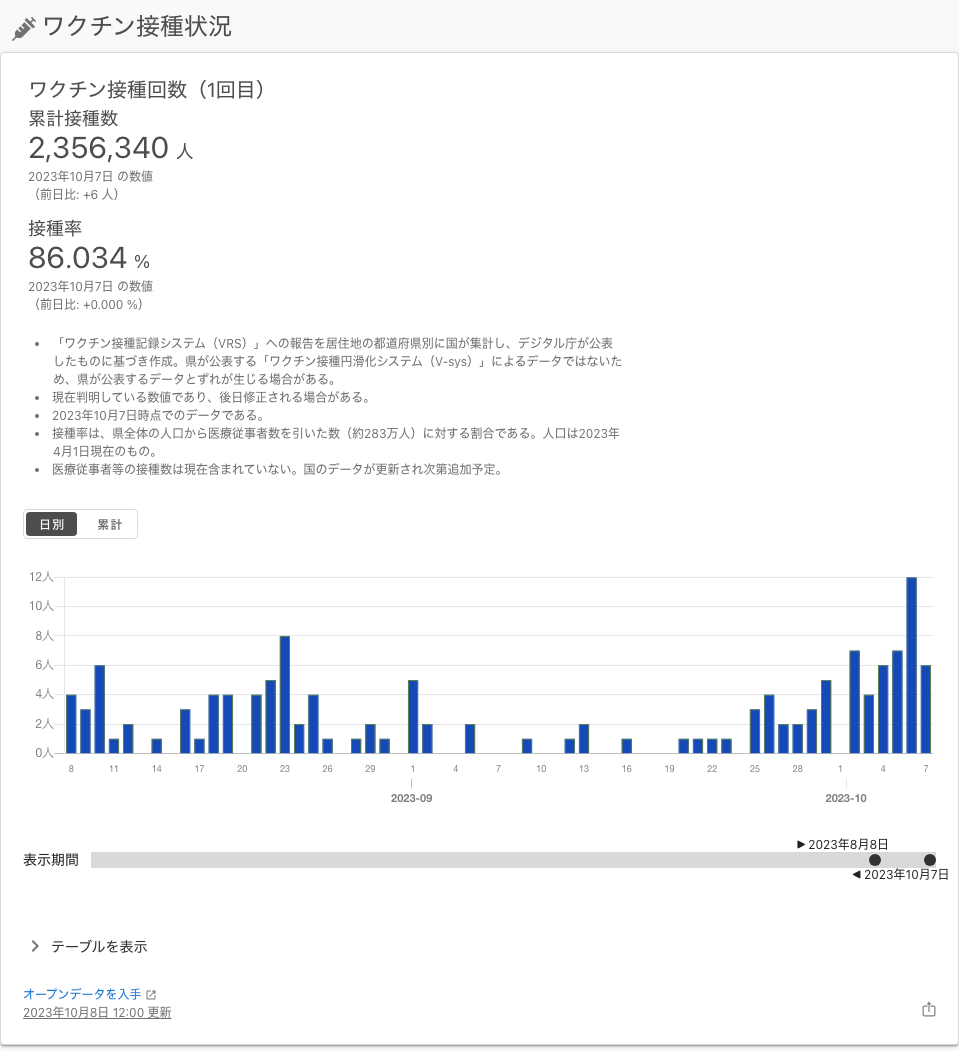 ワクチン接種状況
ワクチン接種回数（1回目）
累計接種数
2,356,340 人
2023年10月7日 の数値
（前日比: +6 人）
接種率
86.034 %
2023年10月7日 の数値
（前日比: +0.000 %）
• 「ワクチン接種記録システム（VRS）」への報告を居住地の都道府県別に国が集計し、デジタル庁が公表
したものに基づき作成。県が公表する「ワクチン接種円滑化システム（V-sys）」によるデータではないた
め、県が公表するデータとずれが生じる場合がある。
• 現在判明している数値であり、後日修正される場合がある。
• 2023年10月7日時点でのデータである。
• 接種率は、県全体の人口から医療従事者数を引いた数（約283万人）に対する割合である。人口は2023年
4月1日現在のもの。
• 医療従事者等の接種数は現在含まれていない。国のデータが更新され次第追加予定。
日別 累計
12人
10人
8人
6人
4人
2人
0人
8 11 14 17 20 23 26 29 1 4 7 10 13 16 19 22 25 28 1 4 7
2023-09 2023-10
2023年8月8日
表示期間
2023年10月7日
テーブルを表示
オープンデータを入手
2023年10月8日 12:00 更新